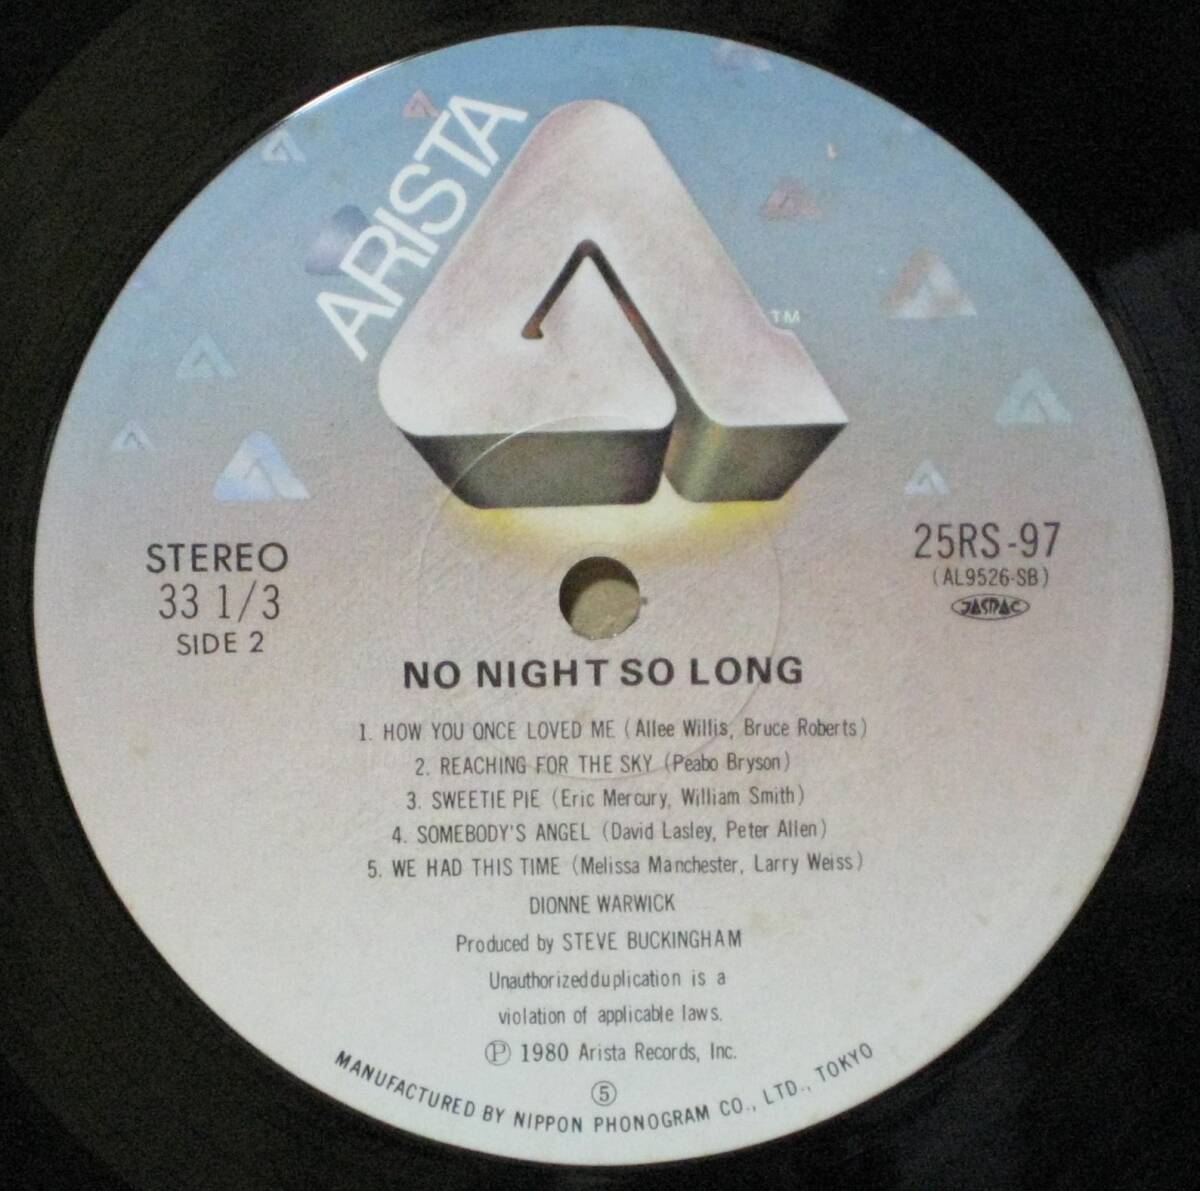 ARISTA
TM
STEREO
33 1/3
SIDE 2
25RS-97
(AL9526-SB)
JASRAC
NO NIGHT SO LONG
1. HOW YOU ONCE LOVED ME (Allee Willis, Bruce Roberts)
2. REACHING FOR THE SKY (Peabo Bryson)
3. SWEETIE PIE (Eric Mercury, William Smith)
4. SOMEBODY'S ANGEL (David Lasley, Peter Allen)
5. WE HAD THIS TIME (Melissa Manchester, Larry Weiss)
DIONNE WARWICK
Produced by STEVE BUCKINGHAM
Unauthorized duplication is a
violation of applicable laws.
Ⓟ 1980 Arista Records, Inc.
⑤
MANUFACTURED BY NIPPON PHONOGRAM CO., LTD., TOKYO